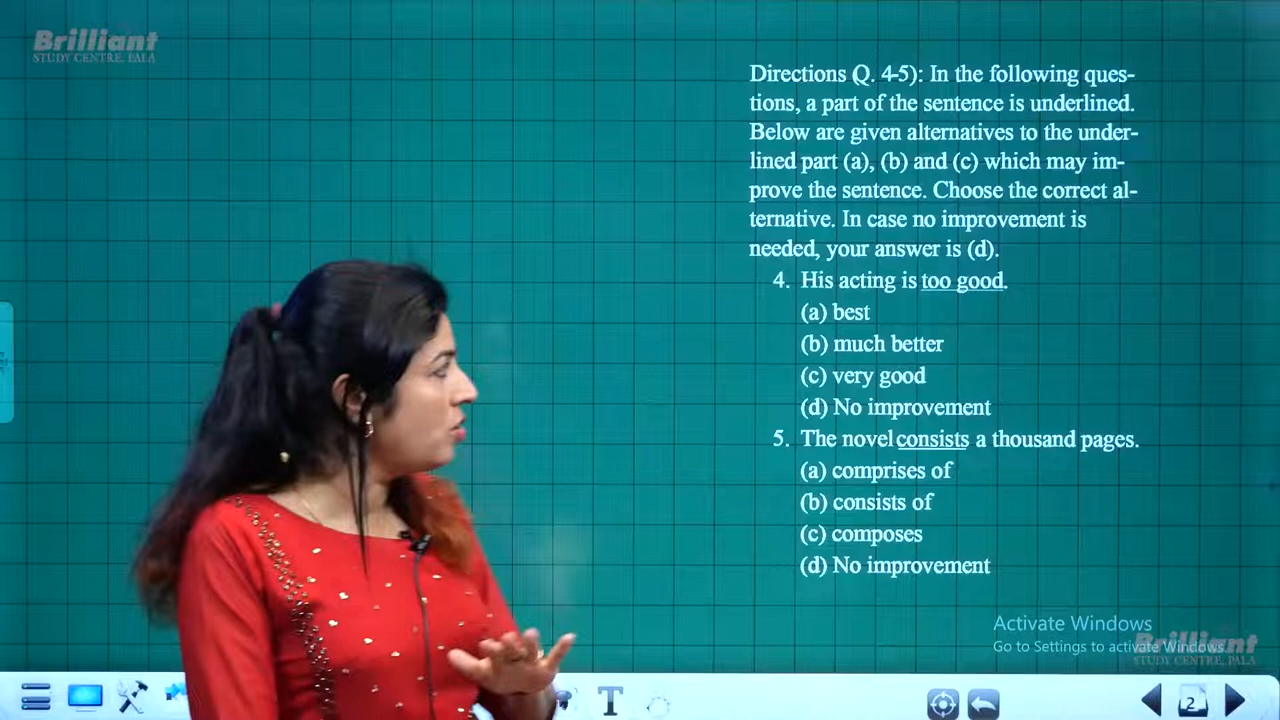 Brilliant
STUDY CENTRE, PALA
Directions (Q. 4-5): In the following ques-
tions, a part of the sentence is underlined.
Below are given alternatives to the under-
lined part (a), (b) and (c) which may im-
prove the sentence. Choose the correct al-
ternative. In case no improvement is
needed, your answer is (d).
4. His acting is too good.
(a) best
(b) much better
(c) very good
(d) No improvement
5. The novel consists a thousand pages.
(a) comprises of
(b) consists of
(c) composes
(d) No improvement
Activate Windows
Go to Settings to activate Windows.
Brilliant
STUDY CENTRE, PALA
T
2